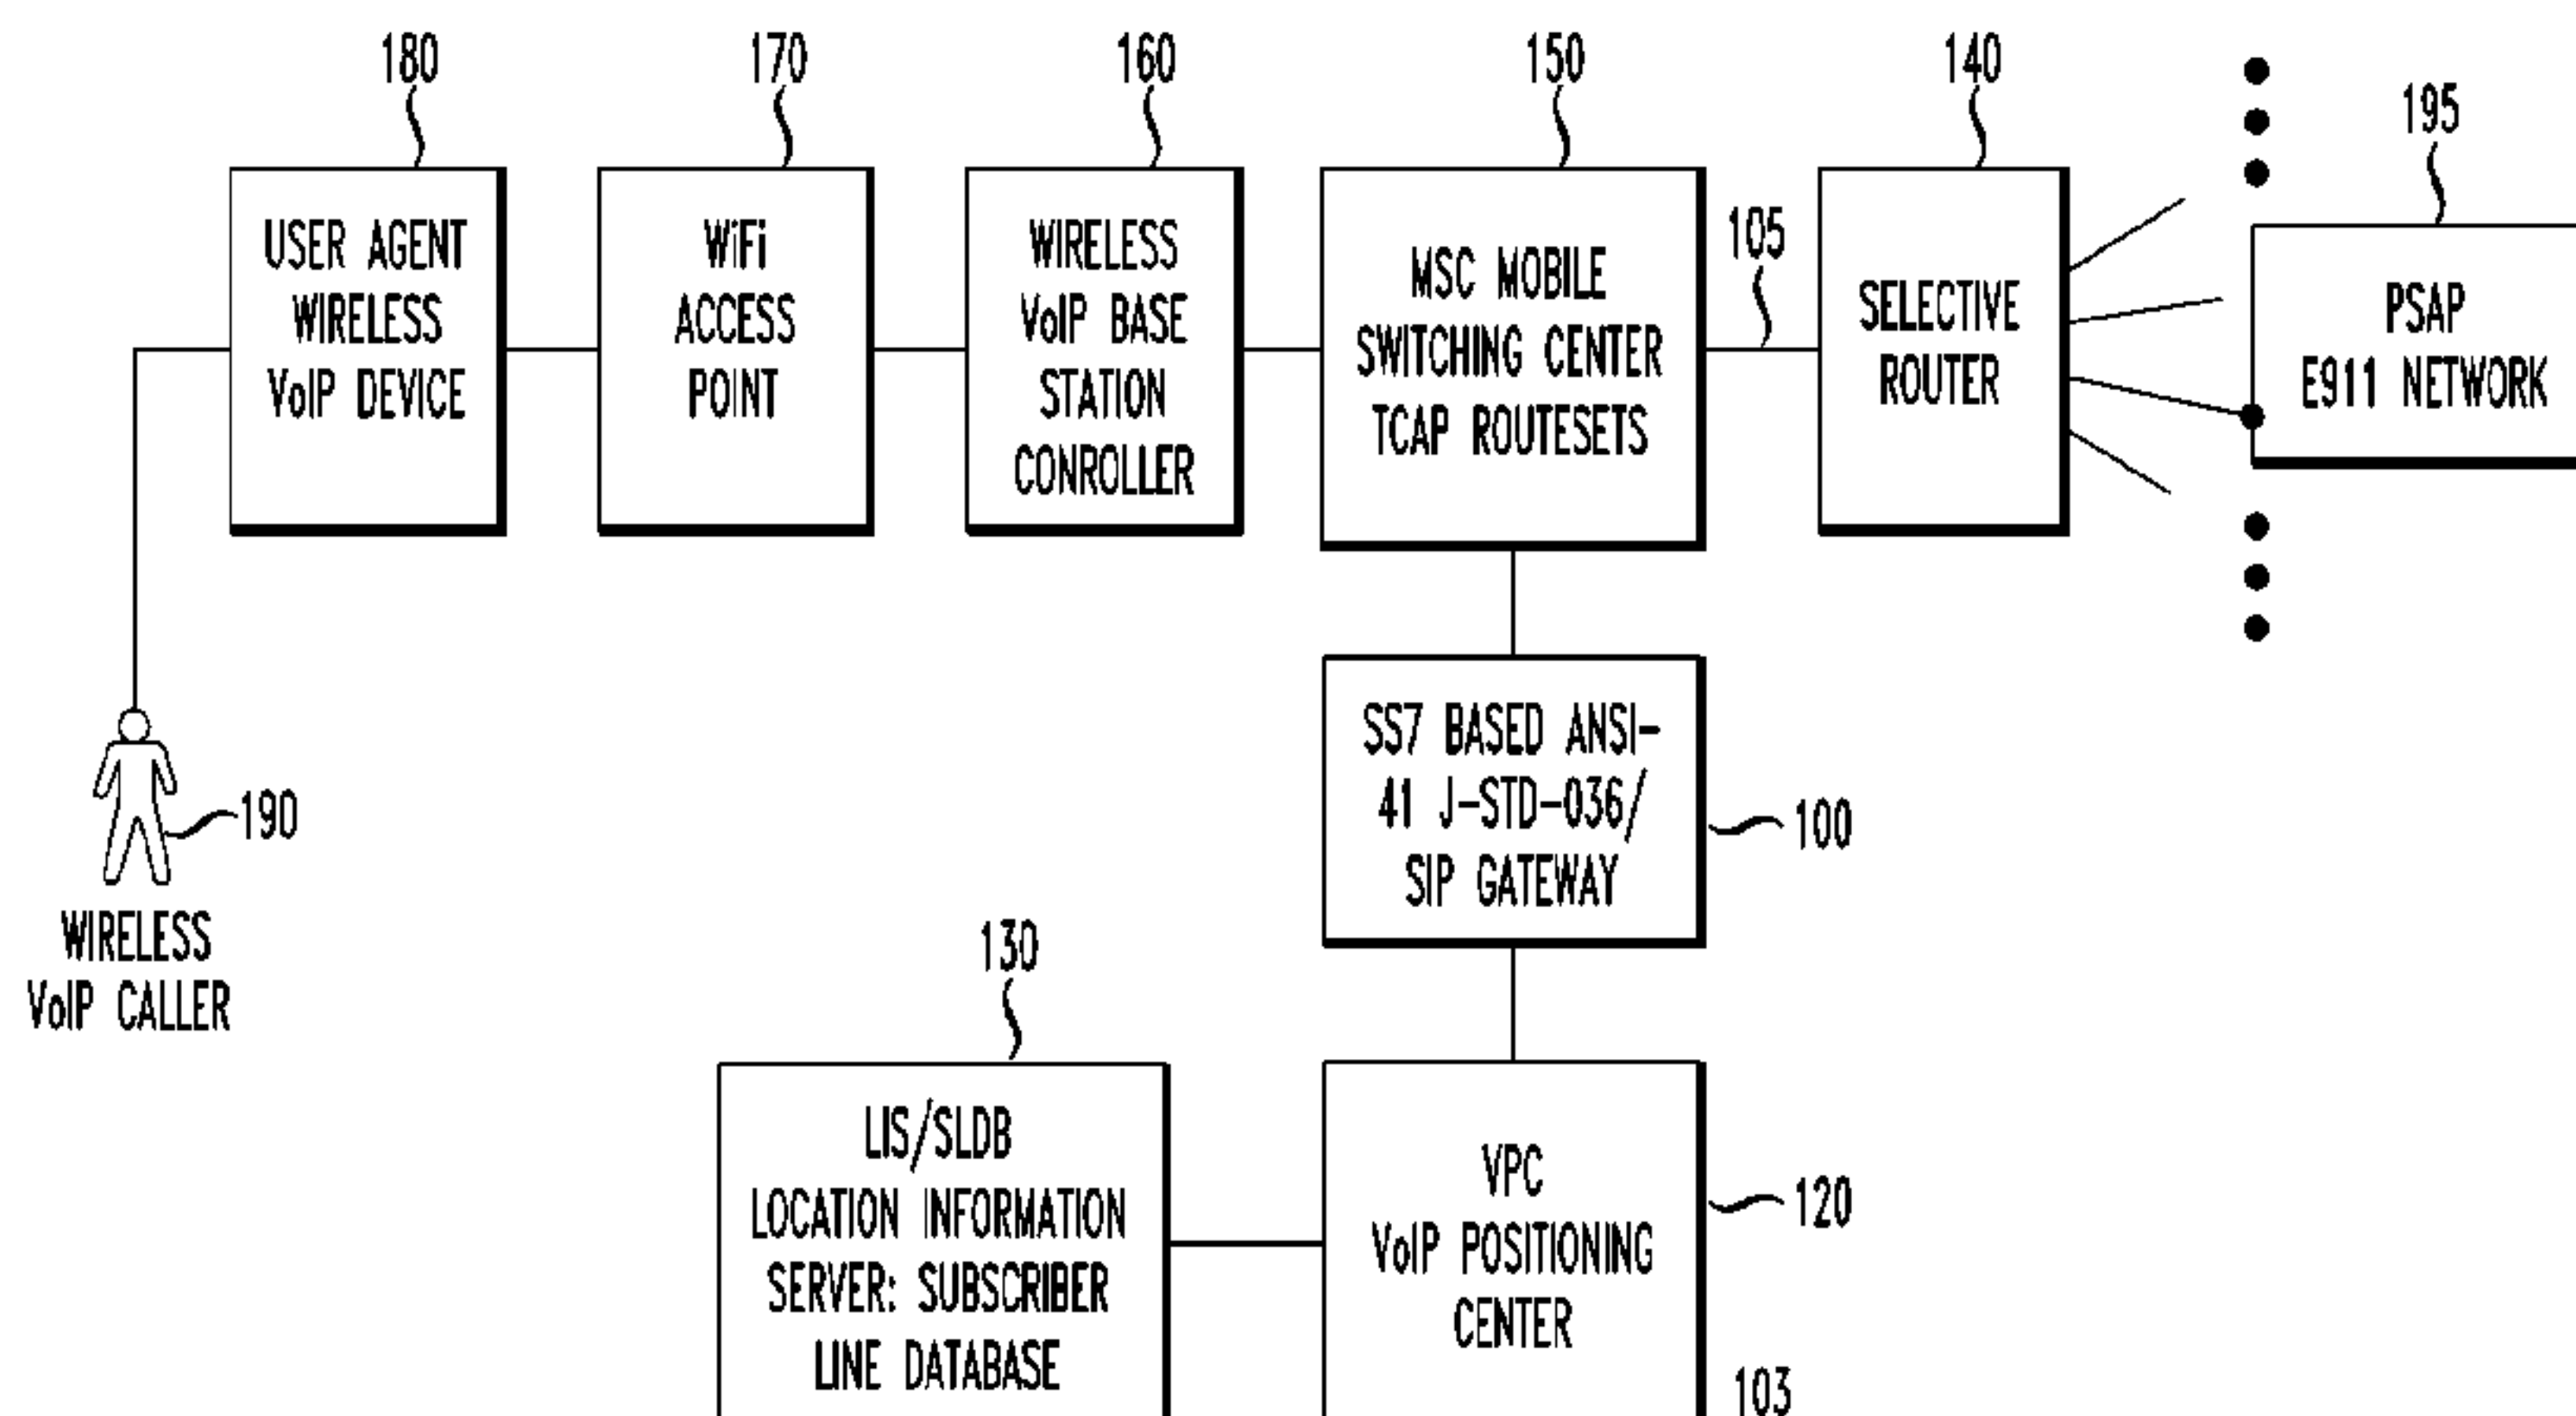 180
170
160
150
140
195
USER AGENT
WIRELESS
VoIP DEVICE
WiFi
ACCESS
POINT
WIRELESS
VoIP BASE
STATION
CONROLLER
MSC MOBILE
SWITCHING CENTER
TCAP ROUTESETS
105
SELECTIVE
ROUTER
PSAP
E911 NETWORK
SS7 BASED ANSI-
41 J-STD-036/
SIP GATEWAY
100
190
WIRELESS
VoIP CALLER
130
LIS/SLDB
LOCATION INFORMATION
SERVER: SUBSCRIBER
LINE DATABASE
VPC
VoIP POSITIONING
CENTER
120
103